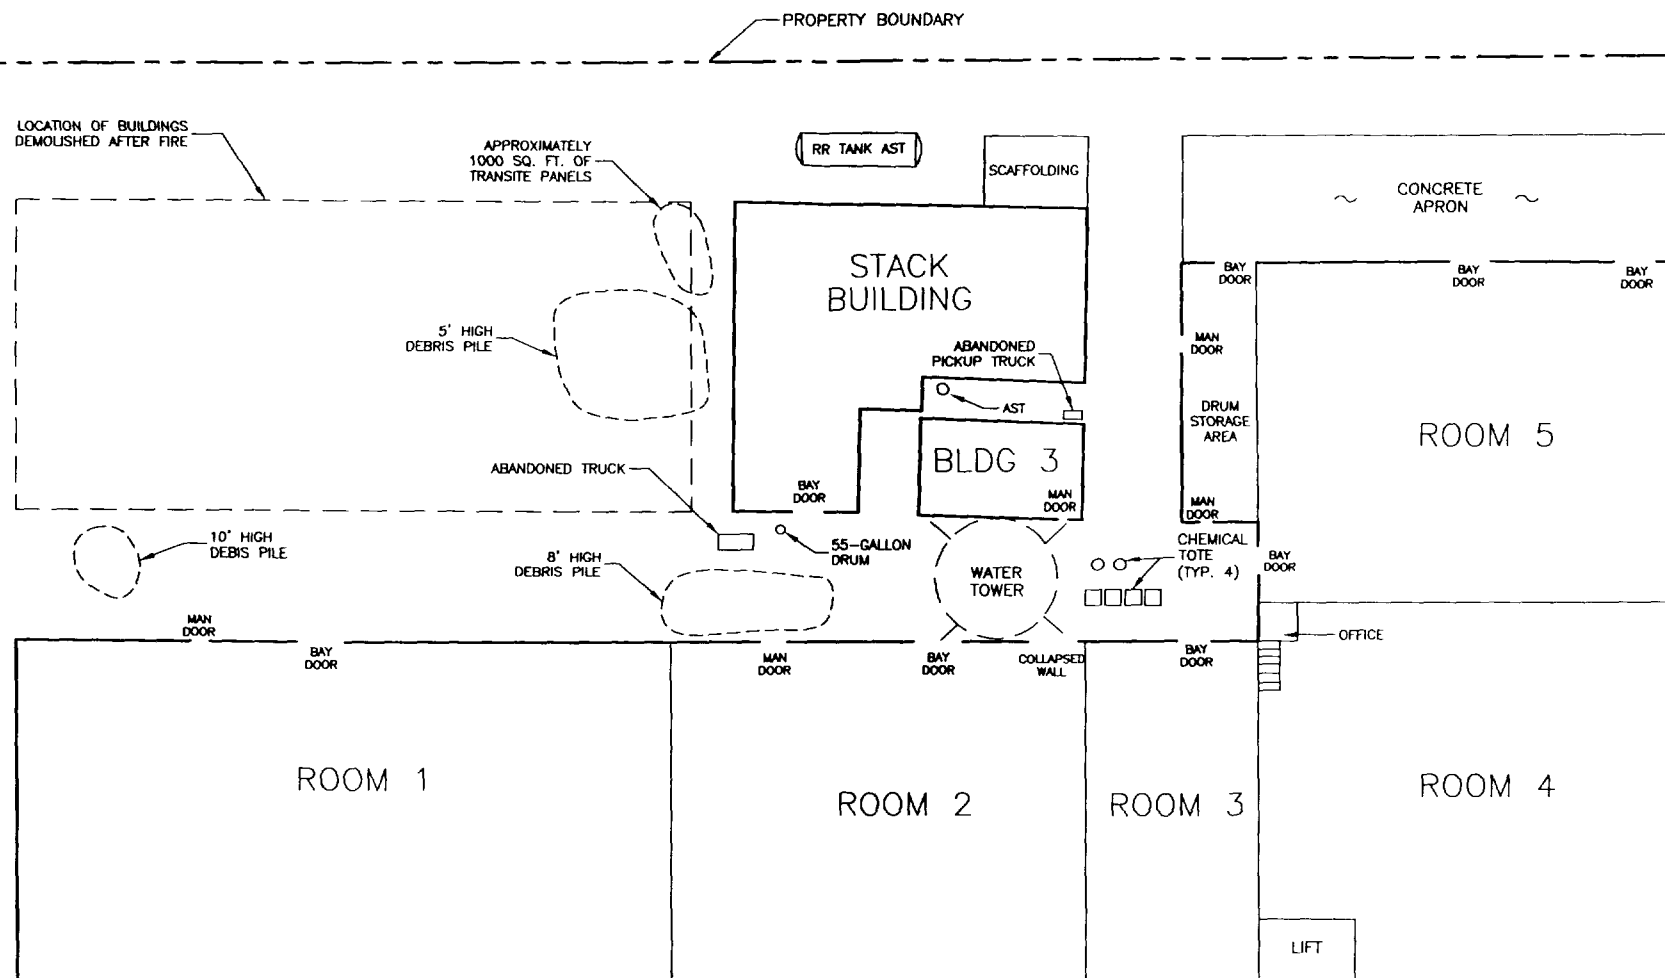 PROPERTY BOUNDARY
LOCATION OF BUILDINGS
DEMOLISHED AFTER FIRE
APPROXIMATELY
1000 SQ. FT. OF
TRANSITE PANELS
RR TANK AST
SCAFFOLDING
CONCRETE
APRON
STACK
BUILDING
BAY
DOOR
BAY
DOOR
BAY
DOOR
5' HIGH
DEBRIS PILE
ABANDONED
PICKUP TRUCK
MAN
DOOR
AST
DRUM
STORAGE
AREA
ROOM 5
BLDG 3
ABANDONED TRUCK
BAY
DOOR
MAN
DOOR
MAN
DOOR
10' HIGH
DEBIS PILE
8' HIGH
DEBRIS PILE
55-GALLON
DRUM
WATER
TOWER
CHEMICAL
TOTE
(TYP. 4)
BAY
DOOR
MAN
DOOR
OFFICE
BAY
DOOR
MAN
DOOR
BAY
DOOR
COLLAPSED
WALL
BAY
DOOR
ROOM 1
ROOM 2
ROOM 3
ROOM 4
LIFT